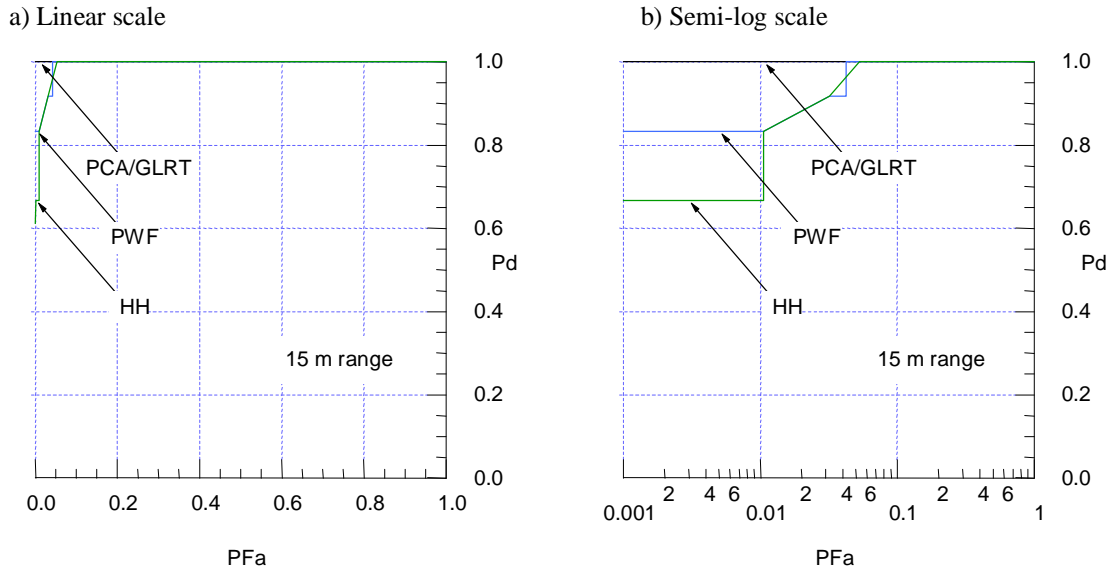 a) Linear scale
PCA/GLRT
PWF
HH
15 m range
1.0
0.8
0.6
Pd
0.4
0.2
0.0
0.0 0.2 0.4 0.6 0.8 1.0
PFa
b) Semi-log scale
PCA/GLRT
PWF
HH
15 m range
1.0
0.8
0.6
Pd
0.4
0.2
0.0
2 4 6 2 4 6 2 4 6
0.001 0.01 0.1 1
PFa